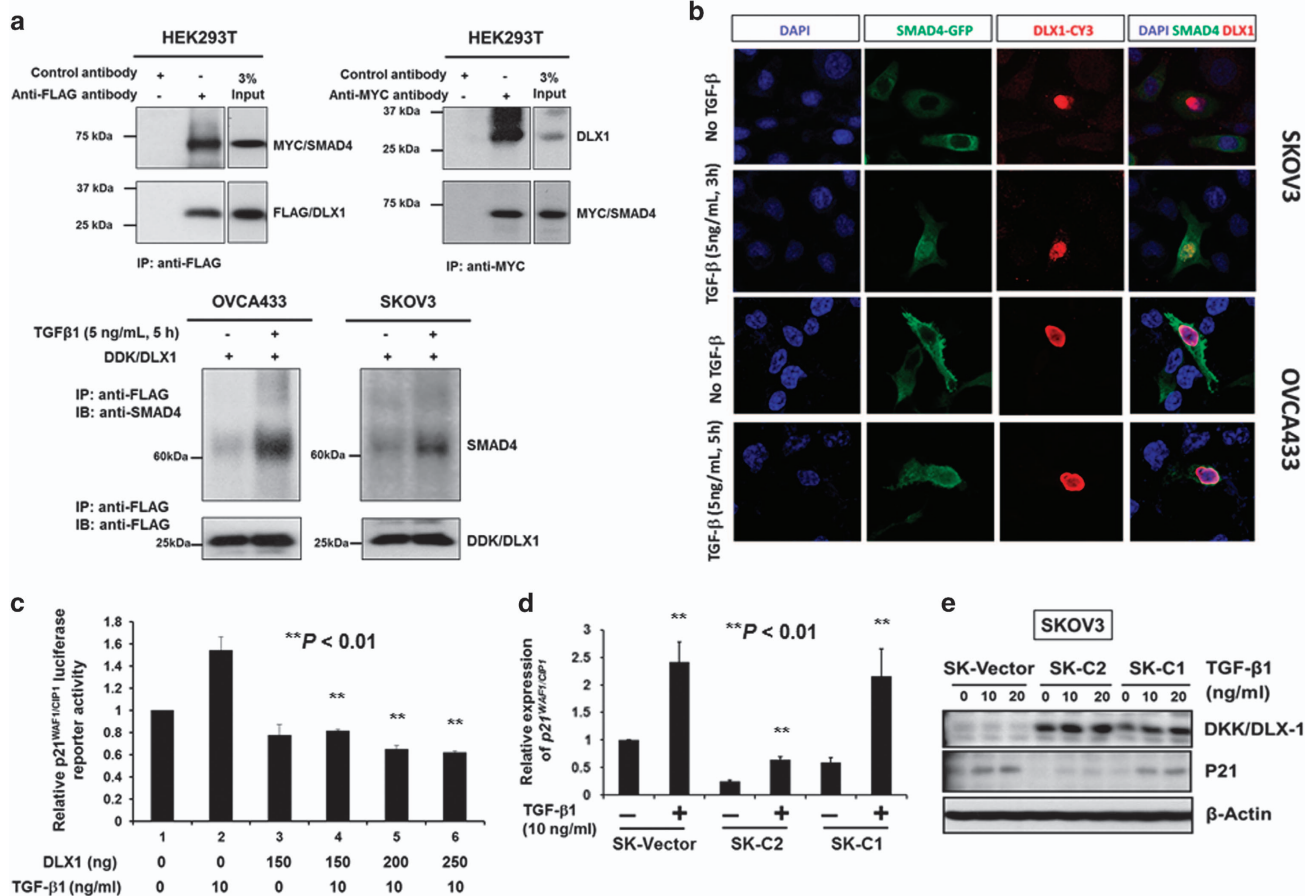 a
HEK293T
Control antibody + - 3%
Anti-FLAG antibody - + Input
75 kDa
MYC/SMAD4
37 kDa
FLAG/DLX1
25 kDa
IP: anti-FLAG
HEK293T
Control antibody + - 3%
Anti-MYC antibody - + Input
37 kDa
DLX1
25 kDa
75 kDa
MYC/SMAD4
IP: anti-MYC
OVCA433 SKOV3
TGFβ1 (5 ng/mL, 5 h) - + - +
DDK/DLX1 + + + +
IP: anti-FLAG
IB: anti-SMAD4
SMAD4
60kDa 60kDa
IP: anti-FLAG
IB: anti-FLAG
25kDa 25kDa
DDK/DLX1
b
DAPI SMAD4-GFP DLX1-CY3 DAPI SMAD4 DLX1
No TGF-β
TGF-β (5ng/mL, 3h)
SKOV3
No TGF-β
TGF-β (5ng/mL, 5h)
OVCA433
c
Relative p21WAF1/CIP1 luciferase
reporter activity
1.8
1.6
1.4
1.2
1
0.8
0.6
0.4
0.2
0
**P < 0.01
** ** **
1 2 3 4 5 6
DLX1 (ng) 0 0 150 150 200 250
TGF-β1 (ng/ml) 0 10 0 10 10 10
d
Relative expression
of p21WAF1/CIP1
3
2.5
2
1.5
1
0.5
0
**P < 0.01
** ** **
TGF-β1 – + – + – +
(10 ng/ml)
SK-Vector SK-C2 SK-C1
e
SKOV3
SK-Vector SK-C2 SK-C1 TGF-β1
0 10 20 0 10 20 0 10 20 (ng/ml)
DKK/DLX-1
P21
β-Actin